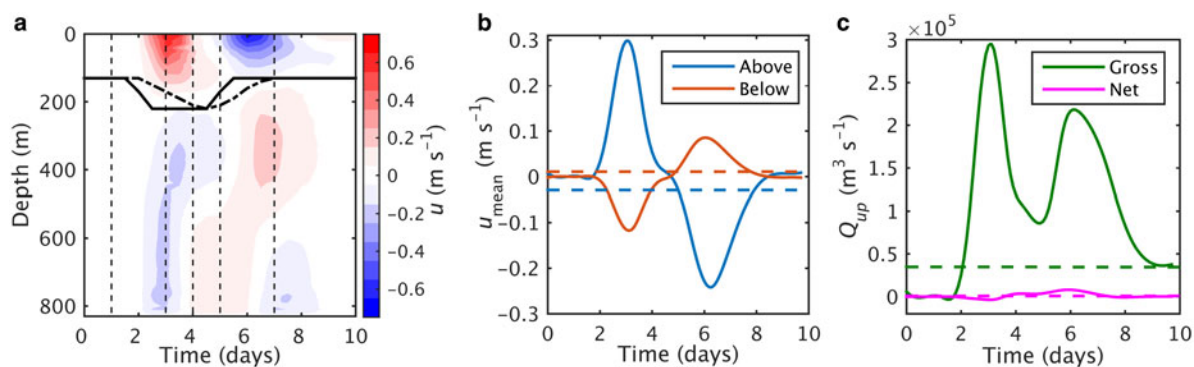 a
0
200
400
600
800
Depth (m)
0 2 4 6 8 10
Time (days)
0.6
0.4
0.2
0
−0.2
−0.4
−0.6
u (m s⁻¹)
b
0.3
0.2
0.1
0
−0.1
−0.2
−0.3
u_mean (m s⁻¹)
Above
Below
0 2 4 6 8 10
Time (days)
c
×10⁵
3
2.5
2
1.5
1
0.5
0
Q_up (m³ s⁻¹)
Gross
Net
0 2 4 6 8 10
Time (days)